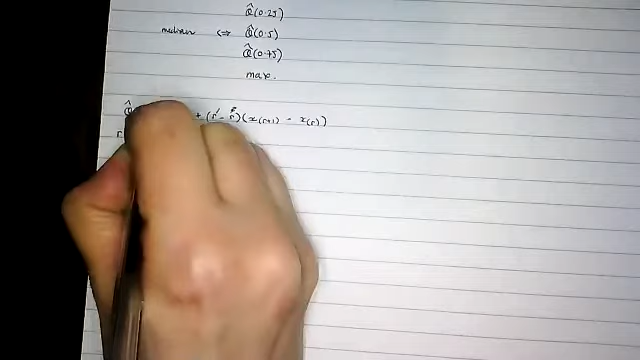 Q̂(0.25)
median ⇔ Q̂(0.5)
Q̂(0.75)
max.
Q̂ + (r' - r)(x(r+1) - x(r))
r